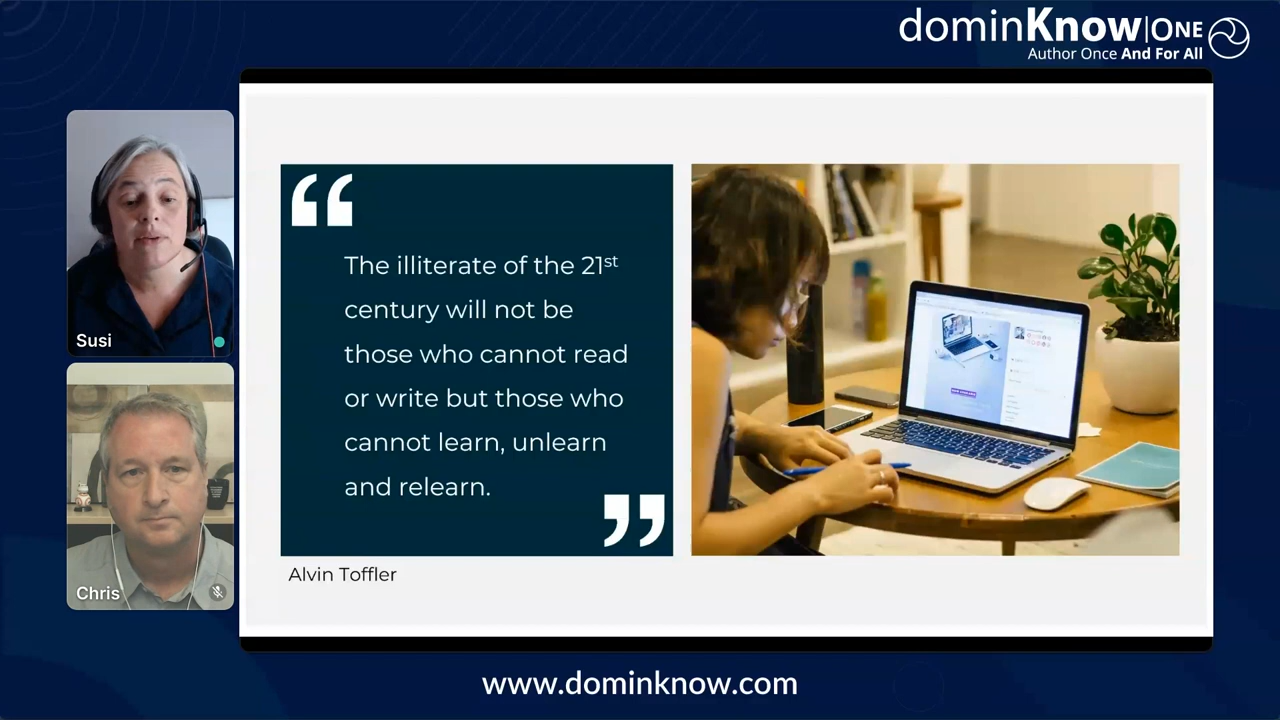 dominKnow|ONE
Author Once And For All
“
The illiterate of the 21st
century will not be
those who cannot read
or write but those who
cannot learn, unlearn
and relearn.
”
Alvin Toffler
Susi
Chris
www.dominknow.com